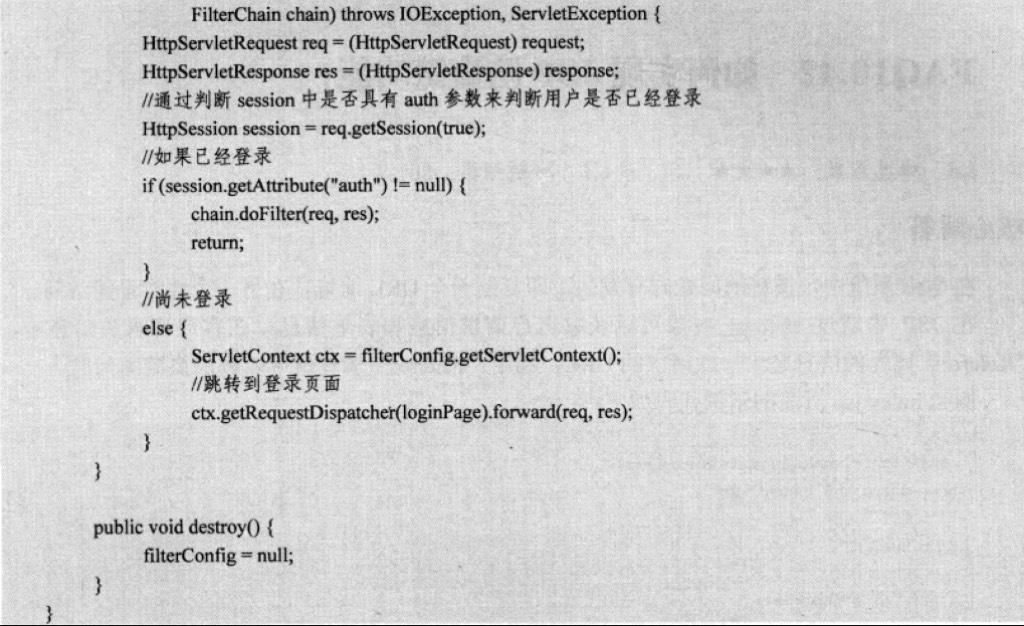 FilterChain chain) throws IOException, ServletException {
HttpServletRequest req = (HttpServletRequest) request;
HttpServletResponse res = (HttpServletResponse) response;
//通过判断 session 中是否具有 auth 参数来判断用户是否已经登录
HttpSession session = req.getSession(true);
//如果已经登录
if (session.getAttribute("auth") != null) {
chain.doFilter(req, res);
return;
}
//尚未登录
else {
ServletContext ctx = filterConfig.getServletContext();
//跳转到登录页面
ctx.getRequestDispatcher(loginPage).forward(req, res);
}
}
public void destroy() {
filterConfig = null;
}
}